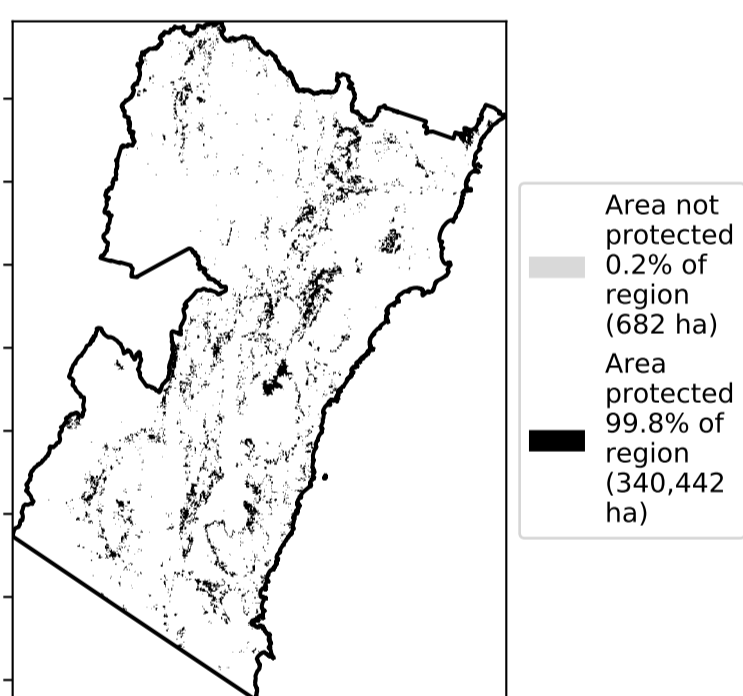 Area not
protected
0.2% of
region
(682 ha)
Area
protected
99.8% of
region
(340,442
ha)